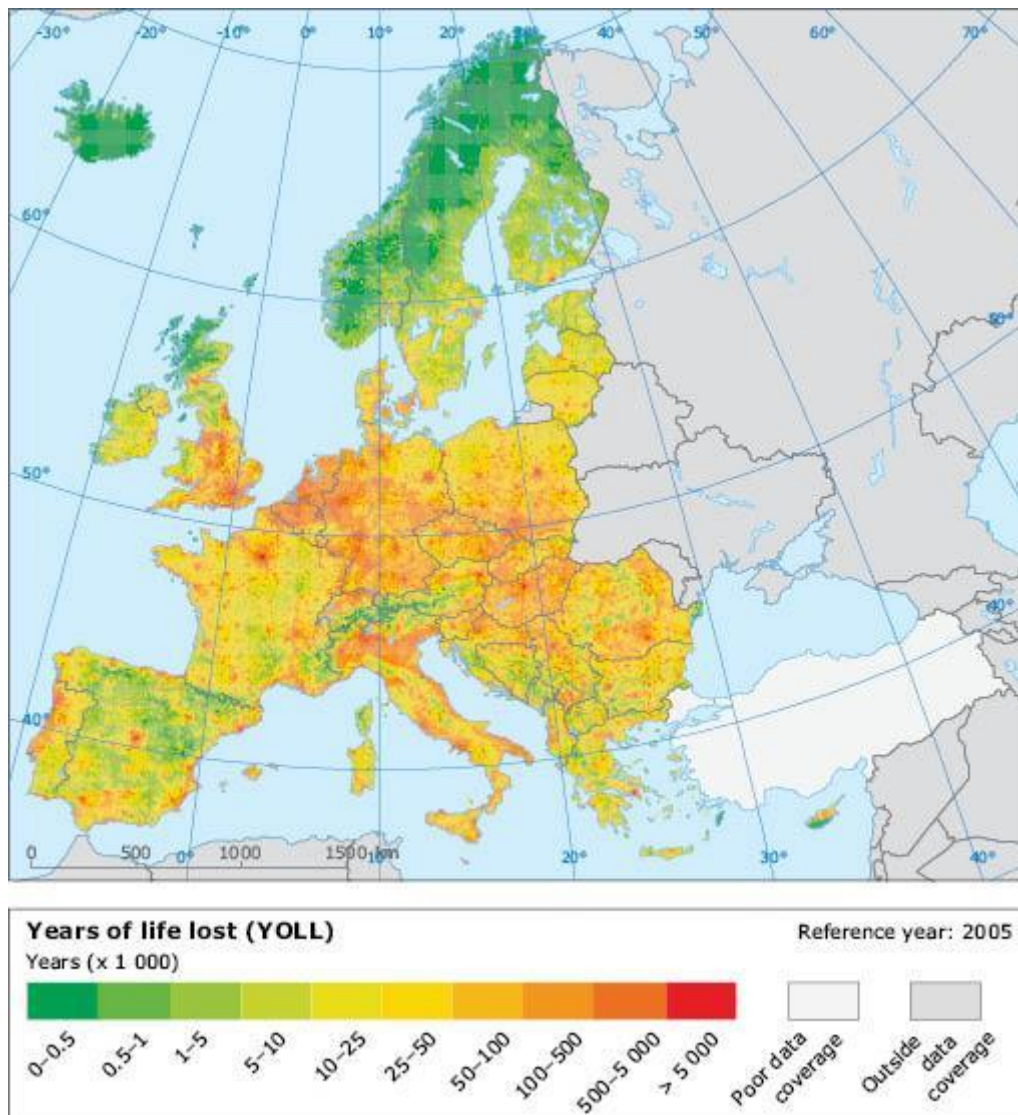 -30° -20° -10° 0° 10° 20° 30° 40° 50° 60° 70°
60°
50°
50°
40°
40°
0 500 0° 1000 1500 km 10° 20° 30° 40°
Years of life lost (YOLL)
Reference year: 2005
Years (x 1 000)
0–0.5
0.5–1
1–5
5–10
10–25
25–50
50–100
100–500
500–5 000
> 5 000
Poor data
coverage
Outside
data
coverage